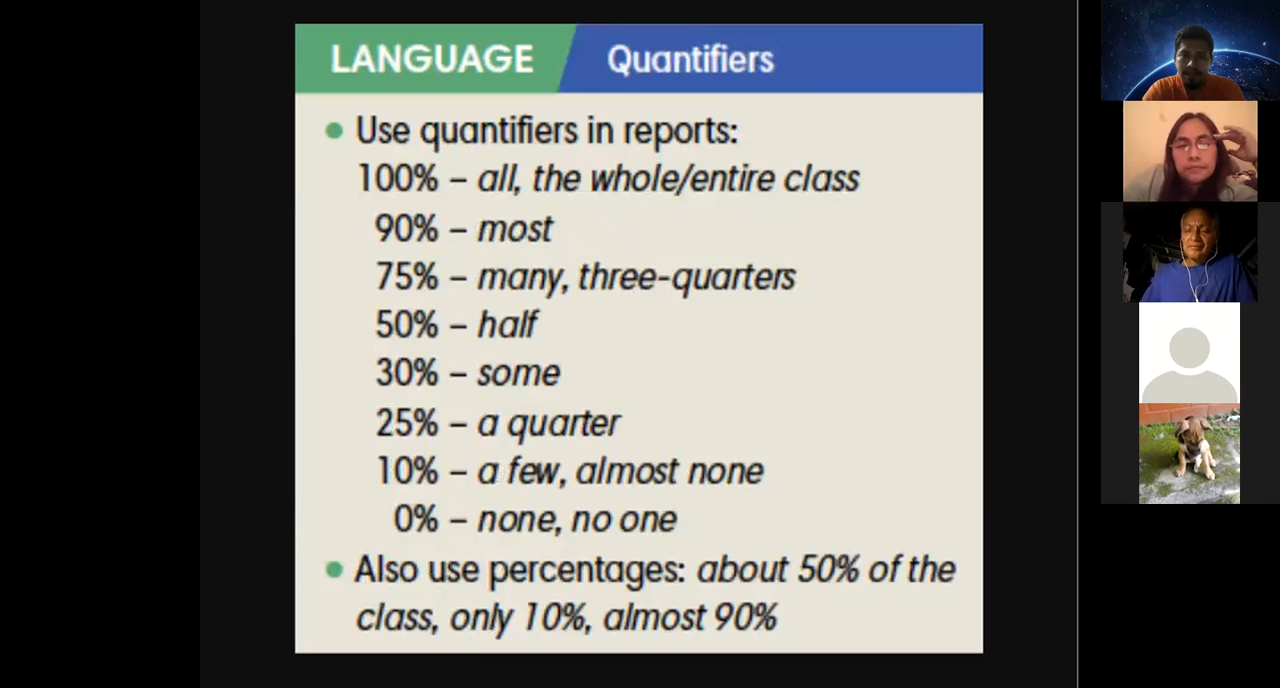 LANGUAGE Quantifiers
• Use quantifiers in reports:
100% – all, the whole/entire class
90% – most
75% – many, three-quarters
50% – half
30% – some
25% – a quarter
10% – a few, almost none
0% – none, no one
• Also use percentages: about 50% of the
class, only 10%, almost 90%